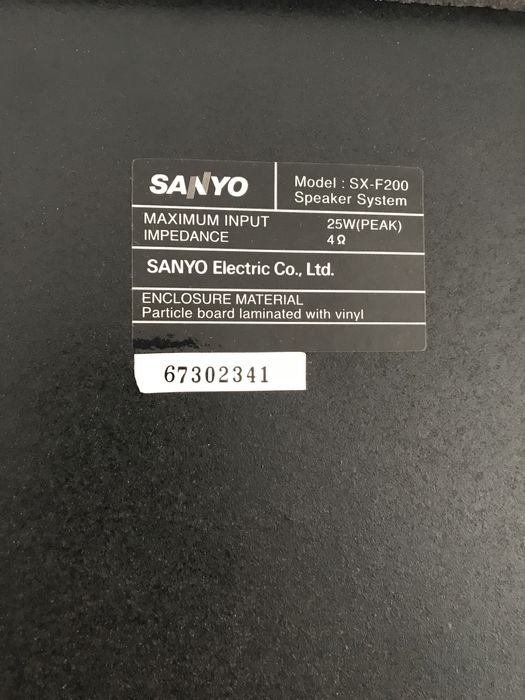 SANYO
Model : SX-F200
Speaker System
MAXIMUM INPUT 25W(PEAK)
IMPEDANCE 4Ω
SANYO Electric Co., Ltd.
ENCLOSURE MATERIAL
Particle board laminated with vinyl
67302341